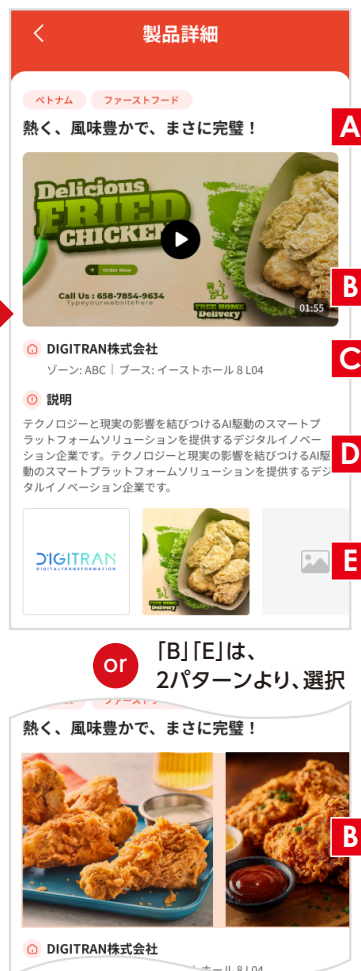 製品詳細
ベトナム
ファーストフード
熱く、風味豊かで、まさに完璧！
A
Delicious
FRIED
CHICKEN
Order Now
Call Us : 658-7854-9634
Typeyourwebsitehere
FREE HOME
Delivery
01:55
B
DIGITRAN株式会社
C
ゾーン: ABC｜ブース: イーストホール 8 L04
説明
テクノロジーと現実の影響を結びつけるAI駆動のスマートプ
ラットフォームソリューションを提供するデジタルイノベー
ション企業です。テクノロジーと現実の影響を結びつけるAI駆
動のスマートプラットフォームソリューションを提供するデジ
タルイノベーション企業です。
D
DIGITRAN
DIGITALTRANSFORMATION
Delivery
E
or
「B」「E」は、
2パターンより、選択
熱く、風味豊かで、まさに完璧！
B
DIGITRAN株式会社
ホール 8 L04